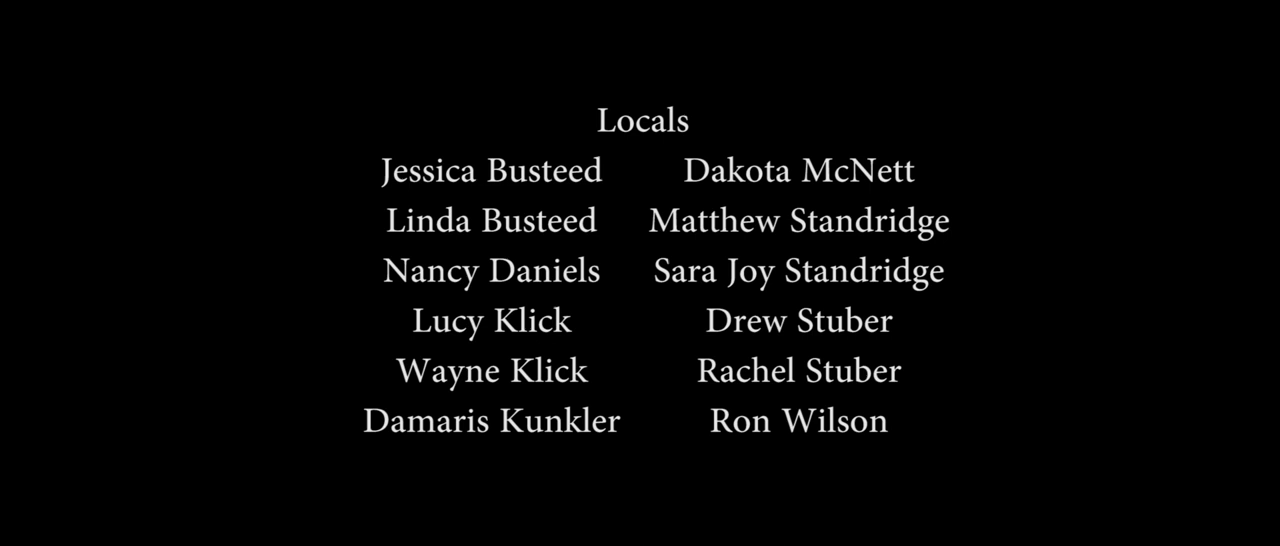 Locals
Jessica Busteed Dakota McNett
Linda Busteed Matthew Standridge
Nancy Daniels Sara Joy Standridge
Lucy Klick Drew Stuber
Wayne Klick Rachel Stuber
Damaris Kunkler Ron Wilson